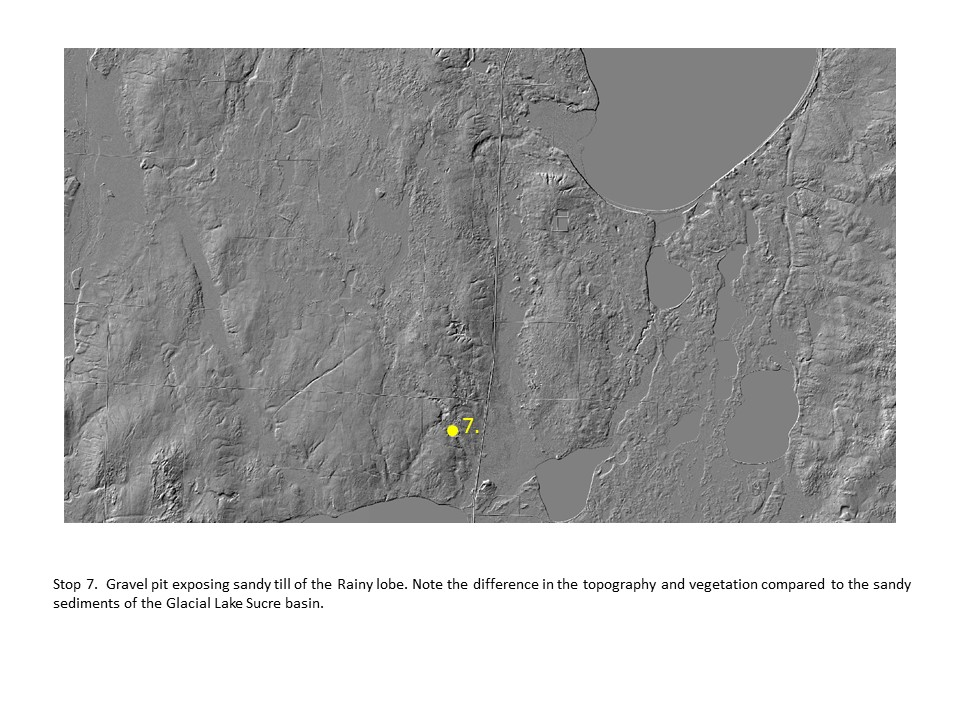 7.
Stop 7. Gravel pit exposing sandy till of the Rainy lobe. Note the difference in the topography and vegetation compared to the sandy
sediments of the Glacial Lake Sucre basin.